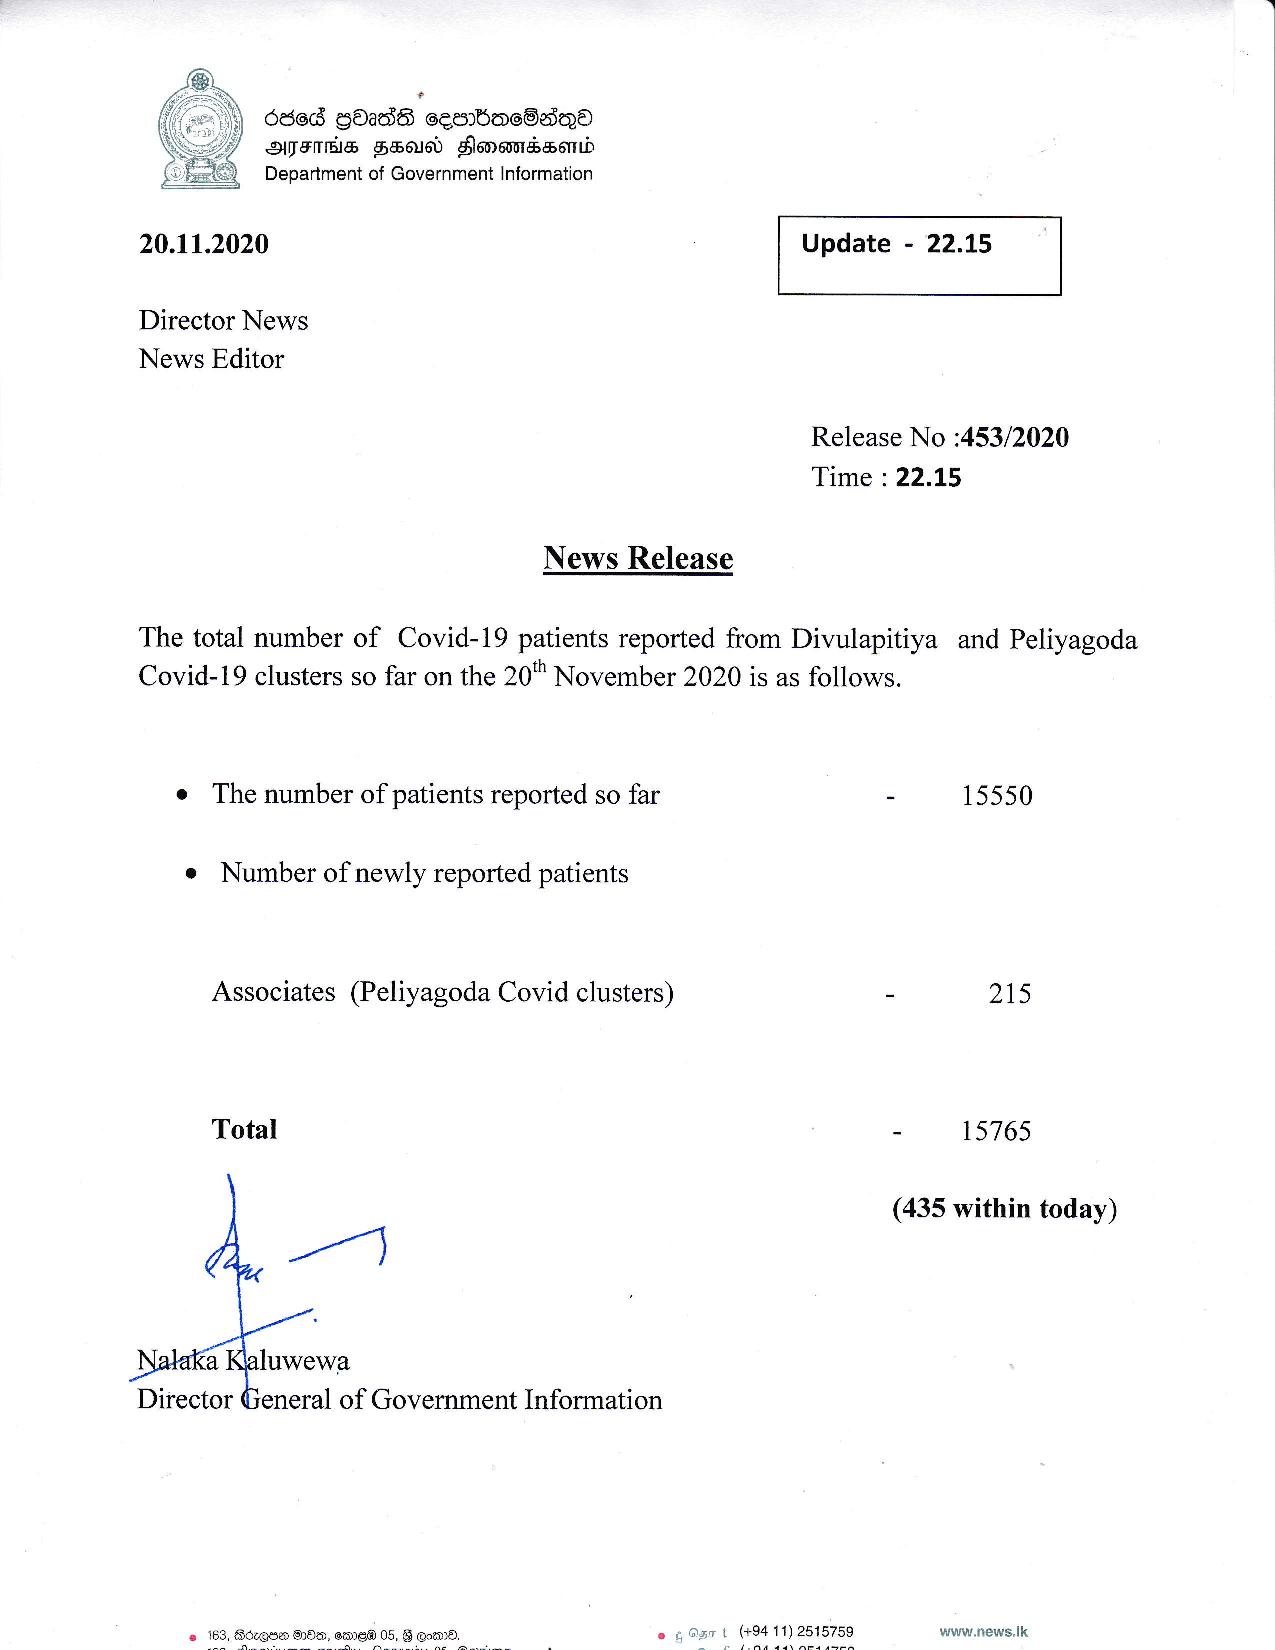 රජයේ ප්‍රවෘත්ති දෙපාර්තමේන්තුව
அரசாங்க தகவல் திணைக்களம்
Department of Government Information
20.11.2020
Update - 22.15
Director News
News Editor
Release No :453/2020
Time : 22.15
News Release
The total number of Covid-19 patients reported from Divulapitiya and Peliyagoda
Covid-19 clusters so far on the 20th November 2020 is as follows.
• The number of patients reported so far - 15550
• Number of newly reported patients
Associates (Peliyagoda Covid clusters) - 215
Total - 15765
(435 within today)
Nalaka Kaluwewa
Director General of Government Information
163, කිරුලපන මාවත, කොළඹ 05, ශ්‍රී ලංකාව.
(+94 11) 2515759
www.news.lk